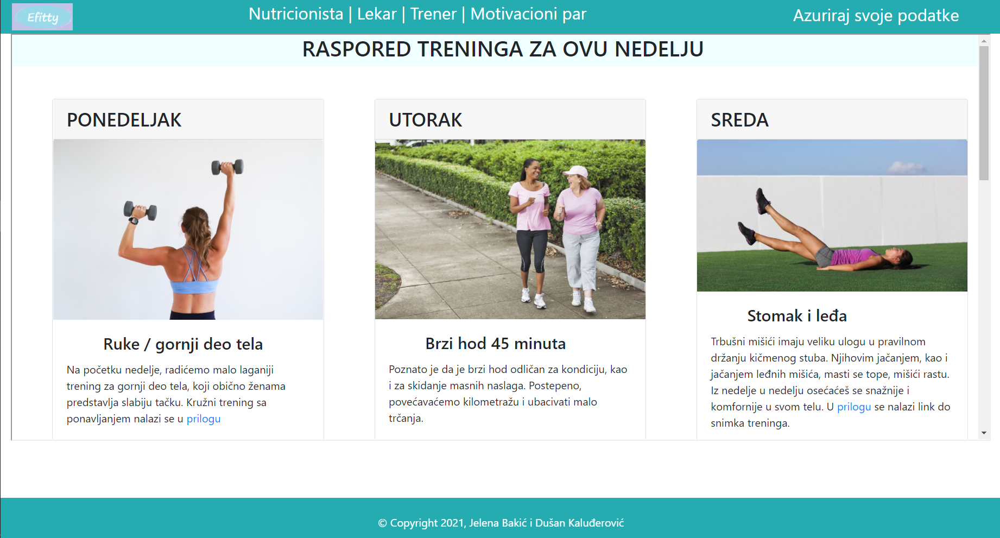 Efitty
Nutricionista | Lekar | Trener | Motivacioni par
Azuriraj svoje podatke
RASPORED TRENINGA ZA OVU NEDELJU
PONEDELJAK
Ruke / gornji deo tela
Na početku nedelje, radićemo malo laganiji
trening za gornji deo tela, koji obično ženama
predstavlja slabiju tačku. Kružni trening sa
ponavljanjem nalazi se u prilogu
UTORAK
Brzi hod 45 minuta
Poznato je da je brzi hod odličan za kondiciju, kao
i za skidanje masnih naslaga. Postepeno,
povećavaćemo kilometražu i ubacivati malo
trčanja.
SREDA
Stomak i leđa
Trbušni mišići imaju veliku ulogu u pravilnom
držanju kičmenog stuba. Njihovim jačanjem, kao i
jačanjem leđnih mišića, masti se tope, mišići rastu.
Iz nedelje u nedelju osećaćeš se snažnije i
komfornije u svom telu. U prilogu se nalazi link do
snimka treninga.
© Copyright 2021, Jelena Bakić i Dušan Kaluđerović